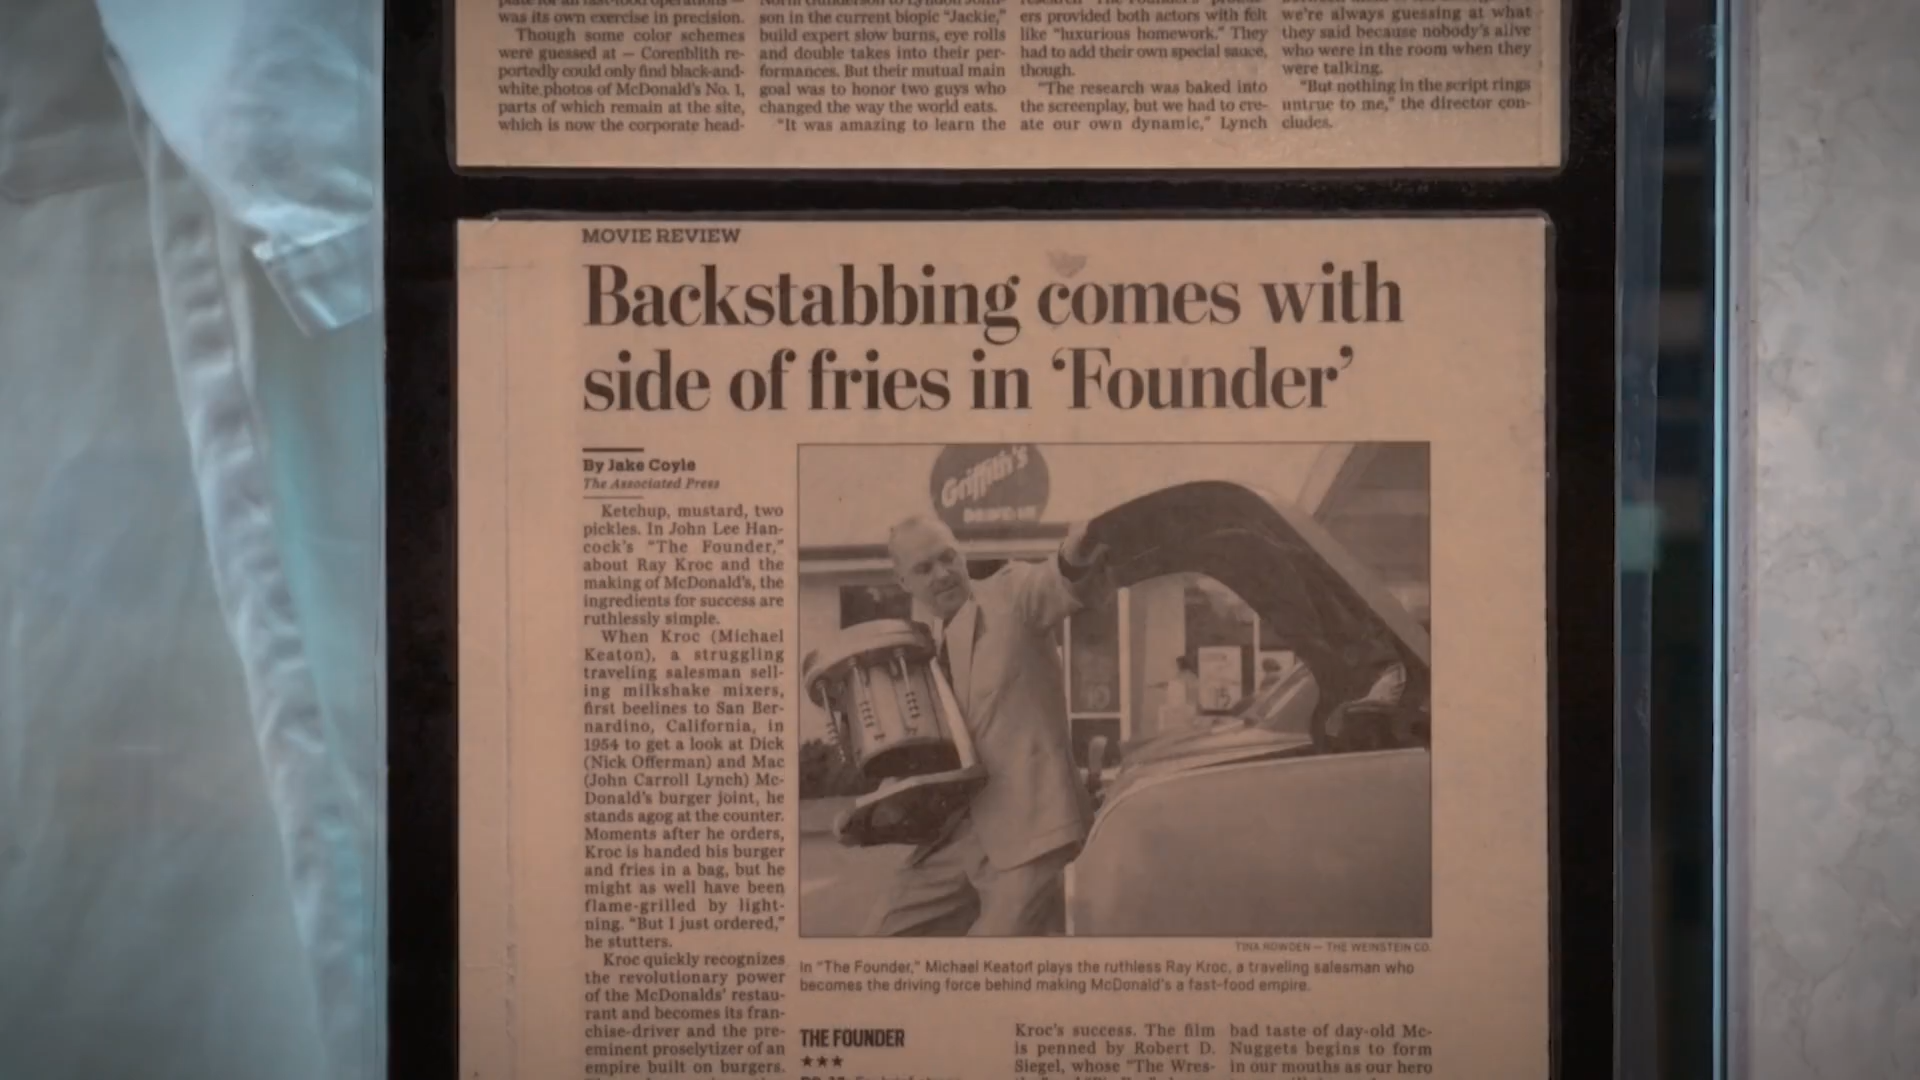 was its own exercise in precision.
Though some color schemes
were guessed at — Corenblith re-
portedly could only find black-and-
white photos of McDonald's No. 1,
parts of which remain at the site,
which is now the corporate head-
son in the current biopic "Jackie,"
build expert slow burns, eye rolls
and double takes into their per-
formances. But their mutual main
goal was to honor two guys who
changed the way the world eats.
"It was amazing to learn the
ers provided both actors with felt
like "luxurious homework." They
had to add their own special sauce,
though.
"The research was baked into
the screenplay, but we had to cre-
ate our own dynamic," Lynch
we're always guessing at what
they said because nobody's alive
who were in the room when they
were talking.
"But nothing in the script rings
untrue to me," the director con-
cludes.
MOVIE REVIEW
Backstabbing comes with
side of fries in 'Founder'
By Jake Coyle
The Associated Press
Ketchup, mustard, two
pickles. In John Lee Han-
cock's "The Founder,"
about Ray Kroc and the
making of McDonald's, the
ingredients for success are
ruthlessly simple.
When Kroc (Michael
Keaton), a struggling
traveling salesman sell-
ing milkshake mixers,
first beelines to San Ber-
nardino, California, in
1954 to get a look at Dick
(Nick Offerman) and Mac
(John Carroll Lynch) Mc-
Donald's burger joint, he
stands agog at the counter.
Moments after he orders,
Kroc is handed his burger
and fries in a bag, but he
might as well have been
flame-grilled by light-
ning. "But I just ordered,"
he stutters.
Kroc quickly recognizes
the revolutionary power
of the McDonalds' restau-
rant and becomes its fran-
chise-driver and the pre-
eminent proselytizer of an
empire built on burgers.
Griffith's
DRIVE IN
TINA ROWDEN — THE WEINSTEIN CO.
In "The Founder," Michael Keaton plays the ruthless Ray Kroc, a traveling salesman who
becomes the driving force behind making McDonald's a fast-food empire.
THE FOUNDER
★★★
Kroc's success. The film
is penned by Robert D.
Siegel, whose "The Wres-
bad taste of day-old Mc-
Nuggets begins to form
in our mouths as our hero